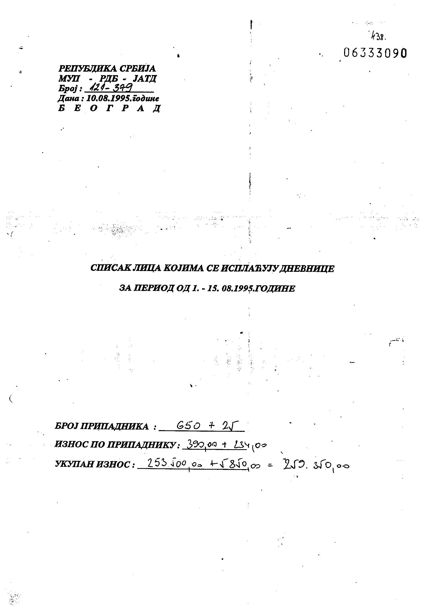 438.
06333090
РЕПУБЛИКА СРБИЈА
МУП - РДБ - ЈАТД
Број : 121-349
Дана : 10.08.1995.године
Б Е О Г Р А Д
СПИСАК ЛИЦА КОЈИМА СЕ ИСПЛАЋУЈУ ДНЕВНИЦЕ
ЗА ПЕРИОД ОД 1. - 15. 08.1995.ГОДИНЕ
БРОЈ ПРИПАДНИКА : 650 + 25
ИЗНОС ПО ПРИПАДНИКУ: 390,00 + 234,00
УКУПАН ИЗНОС : 253 500,00 + 5850,00 = 259.350,00